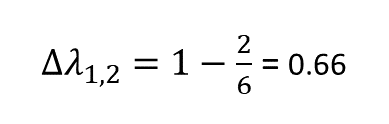 Δλ₁,₂ = 1 − 2/6 = 0.66